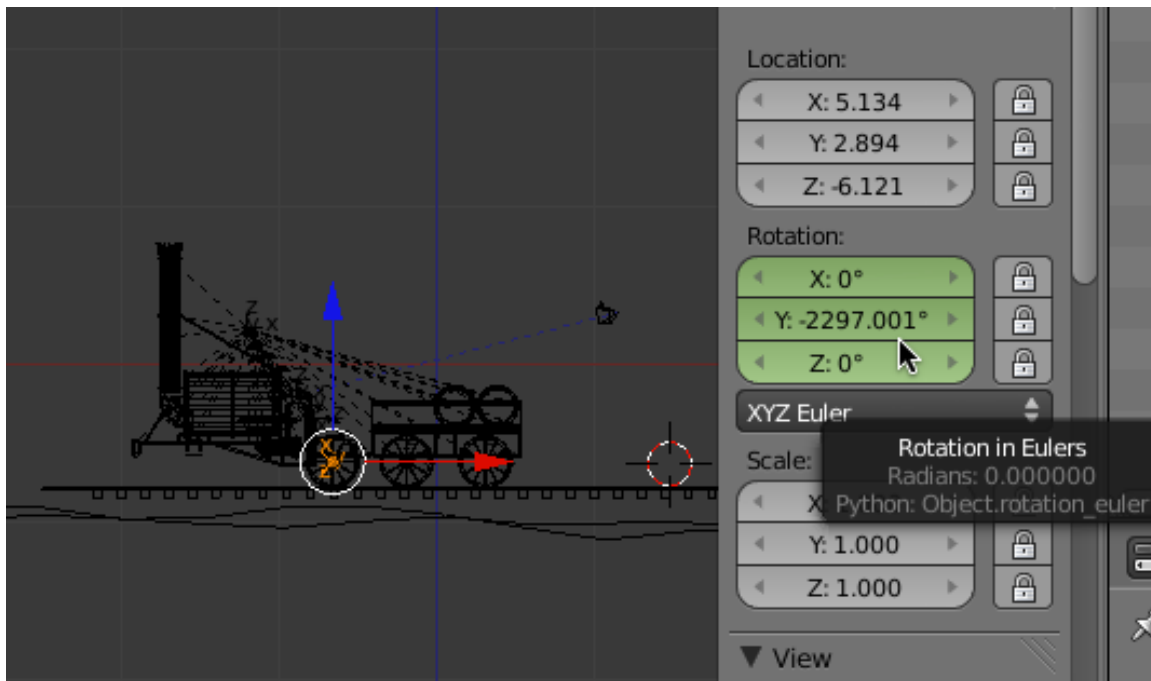 Location:
X: 5.134
Y: 2.894
Z: -6.121
Rotation:
X: 0°
Y: -2297.001°
Z: 0°
XYZ Euler
Rotation in Eulers
Scale:
Radians: 0.000000
X
Python: Object.rotation_euler
Y: 1.000
Z: 1.000
View
Z
X
X
Z